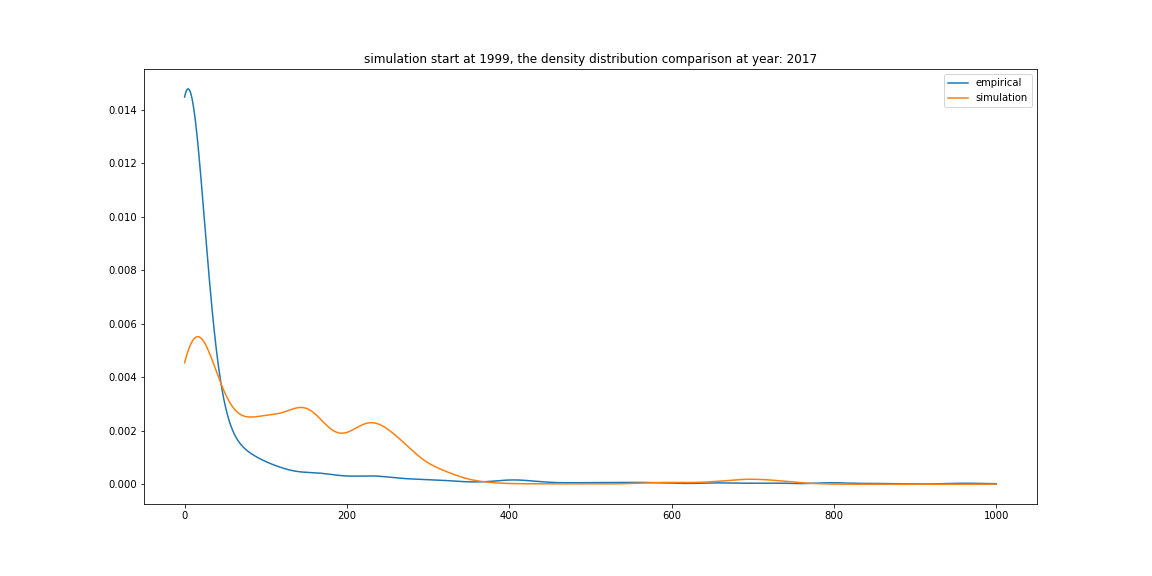 simulation start at 1999, the density distribution comparison at year: 2017
empirical
simulation
0.014
0.012
0.010
0.008
0.006
0.004
0.002
0.000
0 200 400 600 800 1000